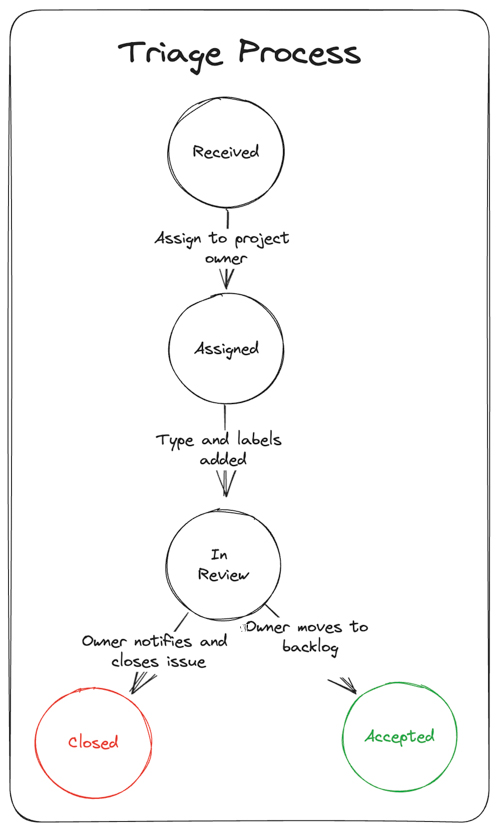 Triage Process
Received
Assign to project
owner
Assigned
Type and labels
added
In
Review
Owner notifies and
closes issue
Owner moves to
backlog
Closed
Accepted